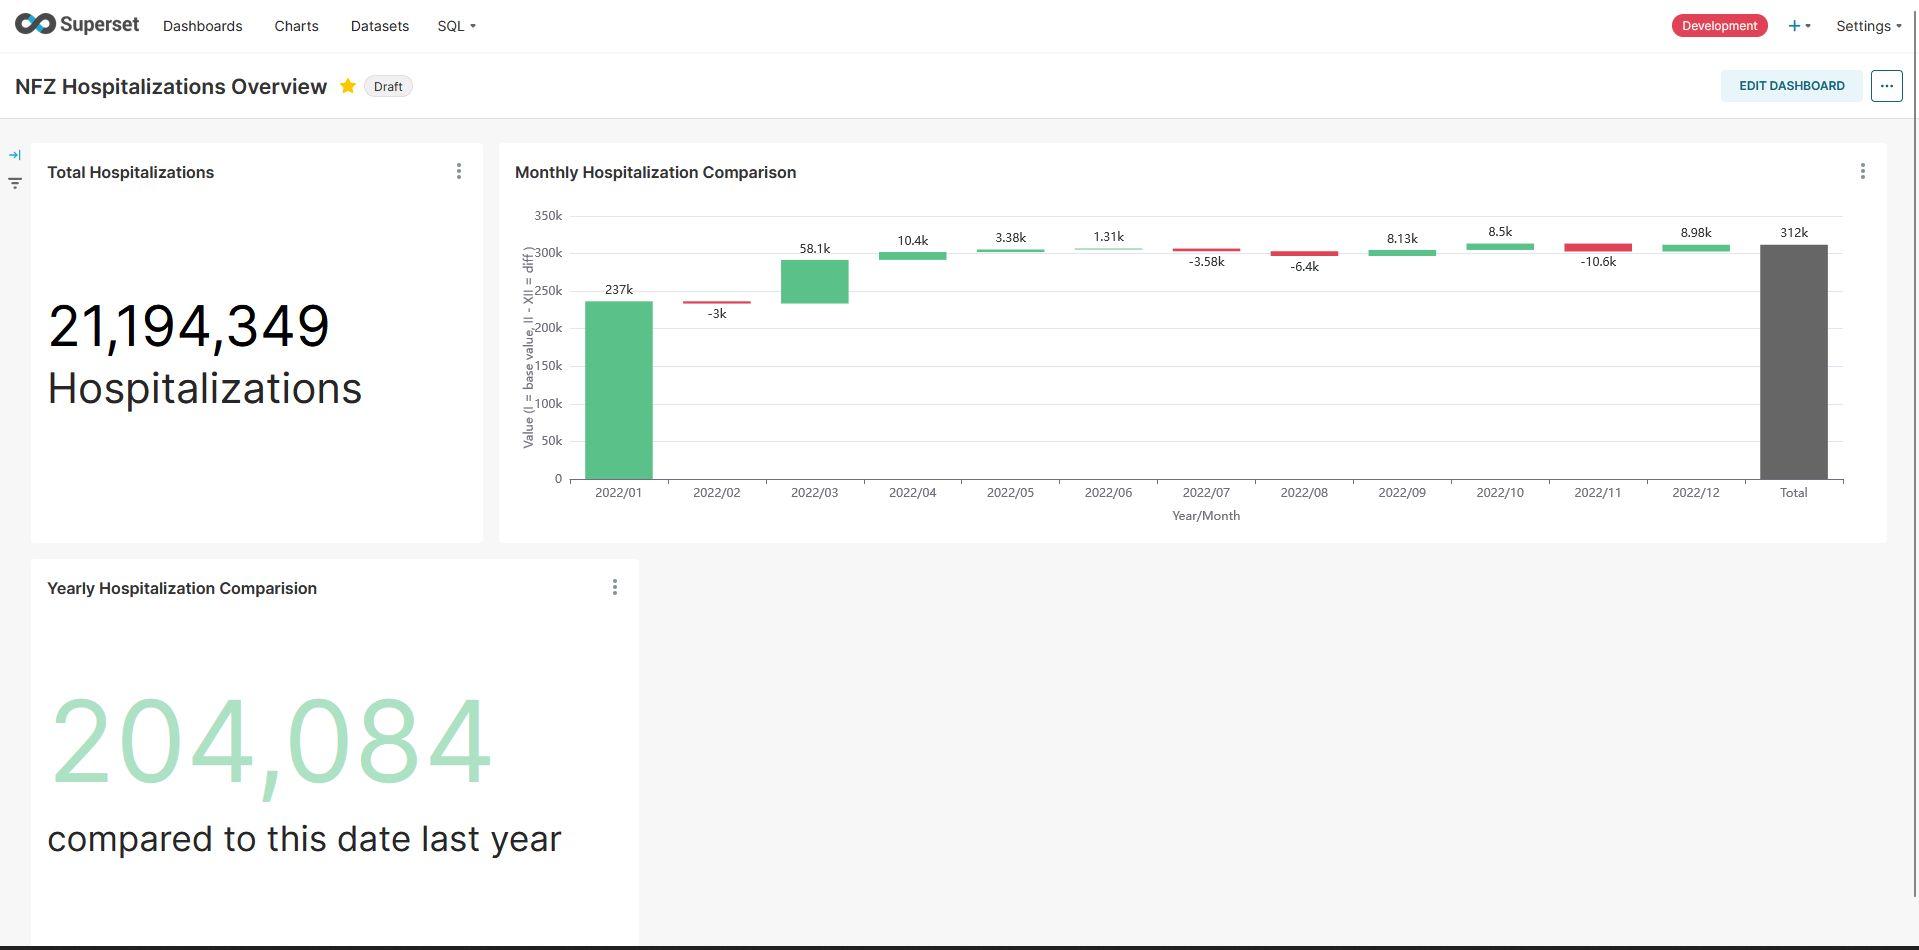 Superset
Dashboards
Charts
Datasets
SQL
Development
+
Settings
NFZ Hospitalizations Overview
Draft
EDIT DASHBOARD
...
Total Hospitalizations
21,194,349
Hospitalizations
Monthly Hospitalization Comparison
Value (I = base value, II - XII = diff)
350k
300k
250k
200k
150k
100k
50k
0
237k
-3k
58.1k
10.4k
3.38k
1.31k
-3.58k
-6.4k
8.13k
8.5k
-10.6k
8.98k
312k
2022/01
2022/02
2022/03
2022/04
2022/05
2022/06
2022/07
2022/08
2022/09
2022/10
2022/11
2022/12
Total
Year/Month
Yearly Hospitalization Comparision
204,084
compared to this date last year